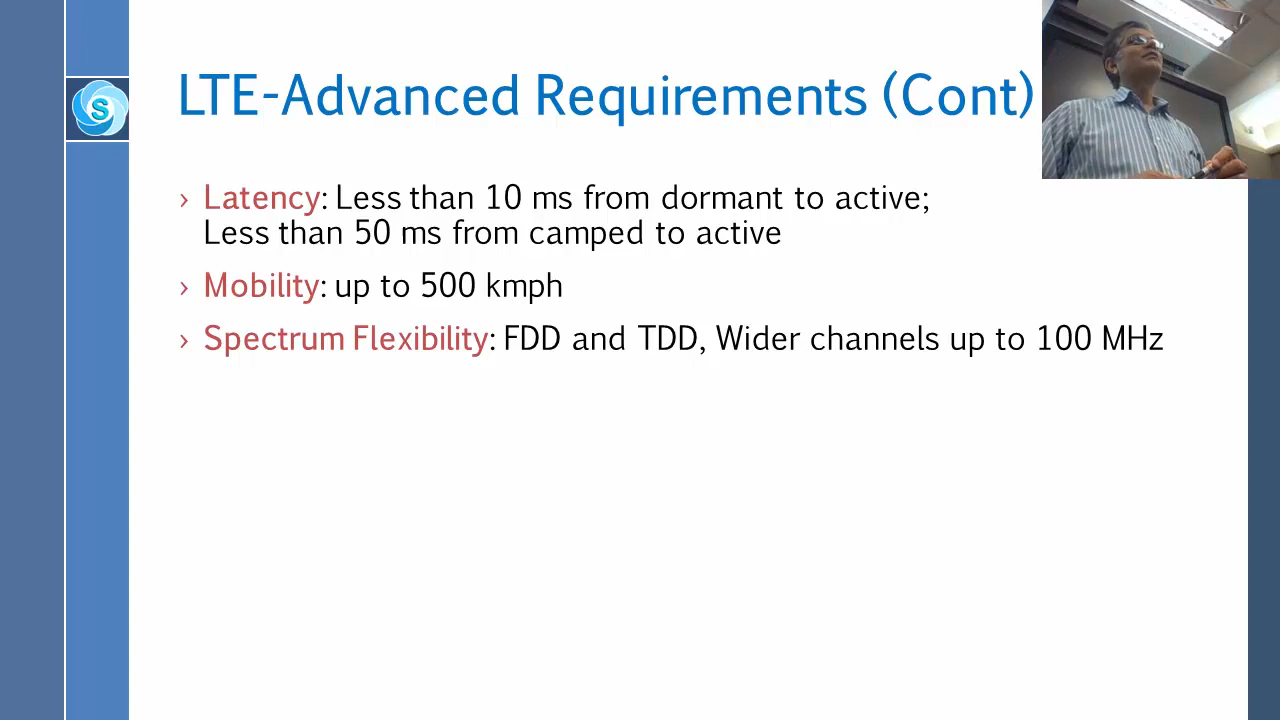 LTE-Advanced Requirements (Cont)
S
› Latency: Less than 10 ms from dormant to active;
Less than 50 ms from camped to active
› Mobility: up to 500 kmph
› Spectrum Flexibility: FDD and TDD, Wider channels up to 100 MHz